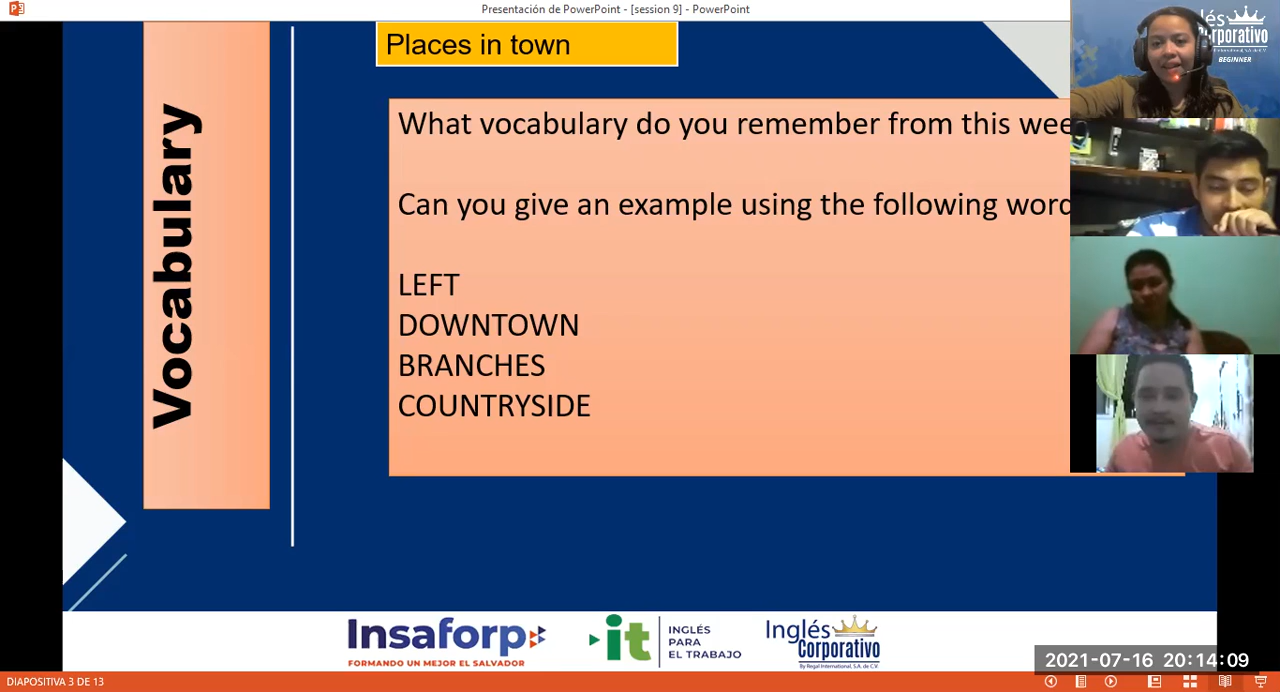 Presentación de PowerPoint - [session 9] - PowerPoint
Places in town
Vocabulary
What vocabulary do you remember from this
Can you give an example using the following
LEFT
DOWNTOWN
BRANCHES
COUNTRYSIDE
Corporativo
BEGINNER
Insaforp
FORMANDO UN MEJOR EL SALVADOR
it
INGLÉS
PARA
EL TRABAJO
Inglés
Corporativo
By Regal International, S.A. de C.V.
2021-07-16 20:14:09
DIAPOSITIVA 3 DE 13